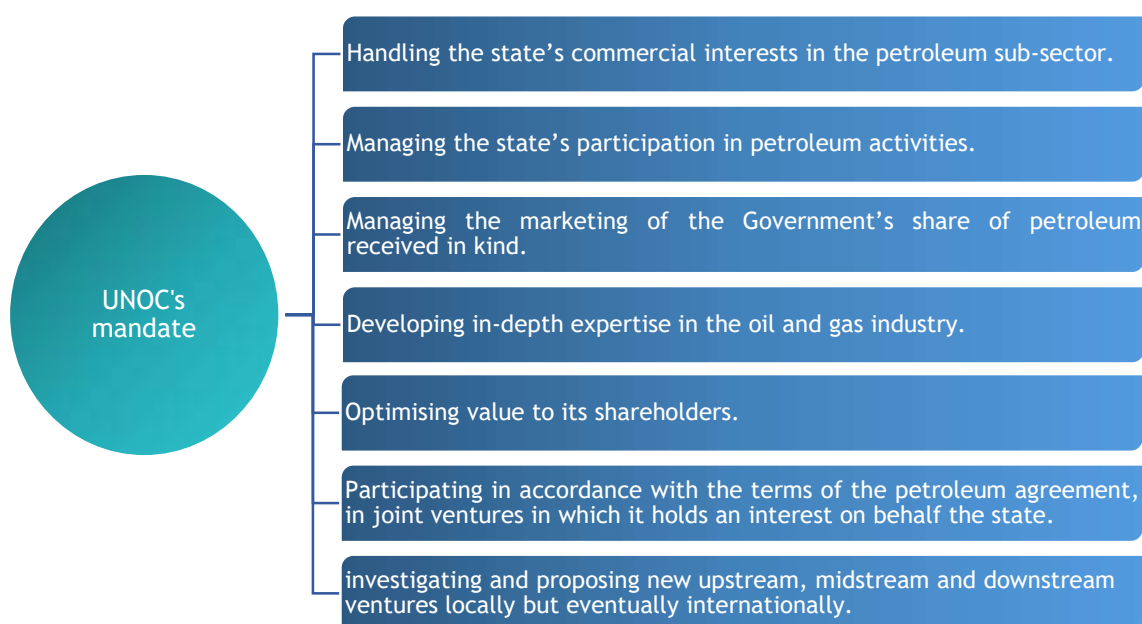 UNOC's
mandate
Handling the state’s commercial interests in the petroleum sub-sector.
Managing the state’s participation in petroleum activities.
Managing the marketing of the Government’s share of petroleum
received in kind.
Developing in-depth expertise in the oil and gas industry.
Optimising value to its shareholders.
Participating in accordance with the terms of the petroleum agreement,
in joint ventures in which it holds an interest on behalf the state.
investigating and proposing new upstream, midstream and downstream
ventures locally but eventually internationally.